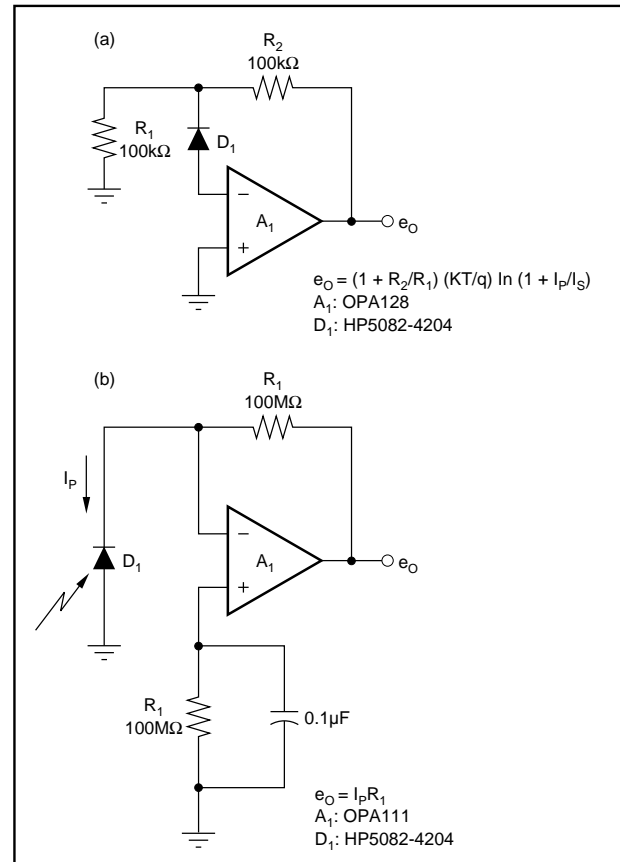 (a)
R2
100kΩ
R1
100kΩ
D1
−
A1
+
eO
eO = (1 + R2/R1) (KT/q) ln (1 + IP/IS)
A1: OPA128
D1: HP5082-4204
(b)
R1
100MΩ
IP
D1
−
A1
+
eO
R1
100MΩ
0.1µF
eO = IPR1
A1: OPA111
D1: HP5082-4204